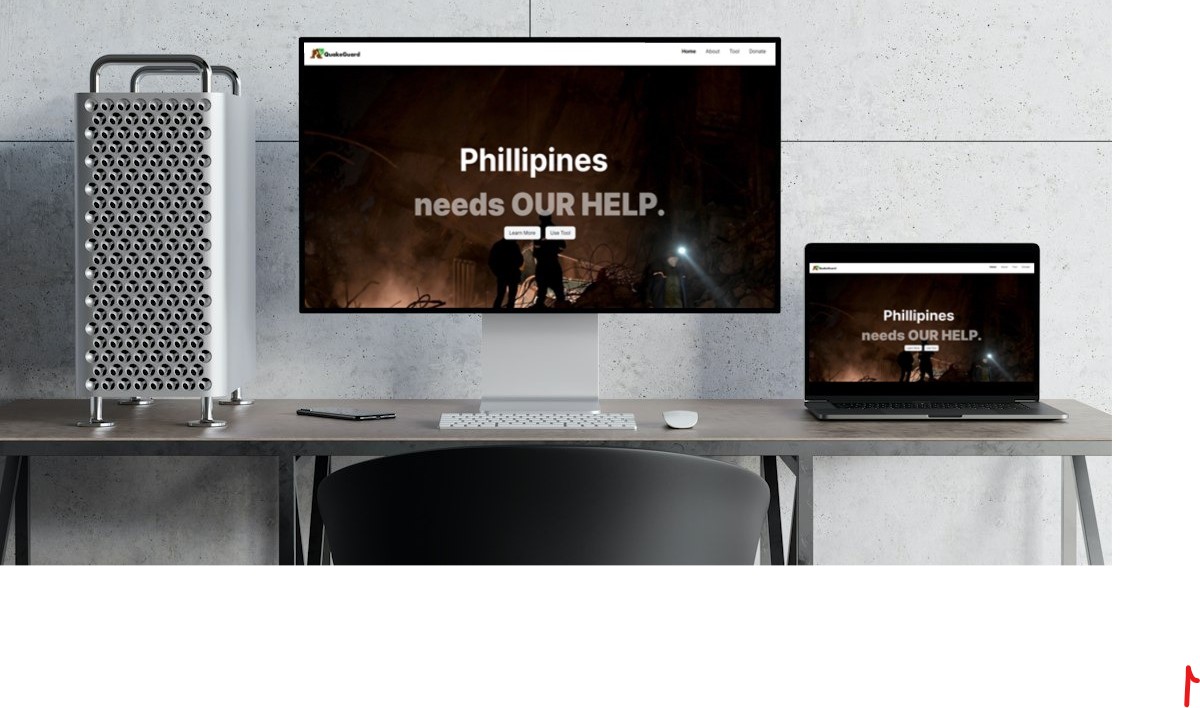 QuakeGuard
Home About Tool Donate
Phillipines
needs OUR HELP.
Learn More Use Tool
Phillipines
needs OUR HELP.